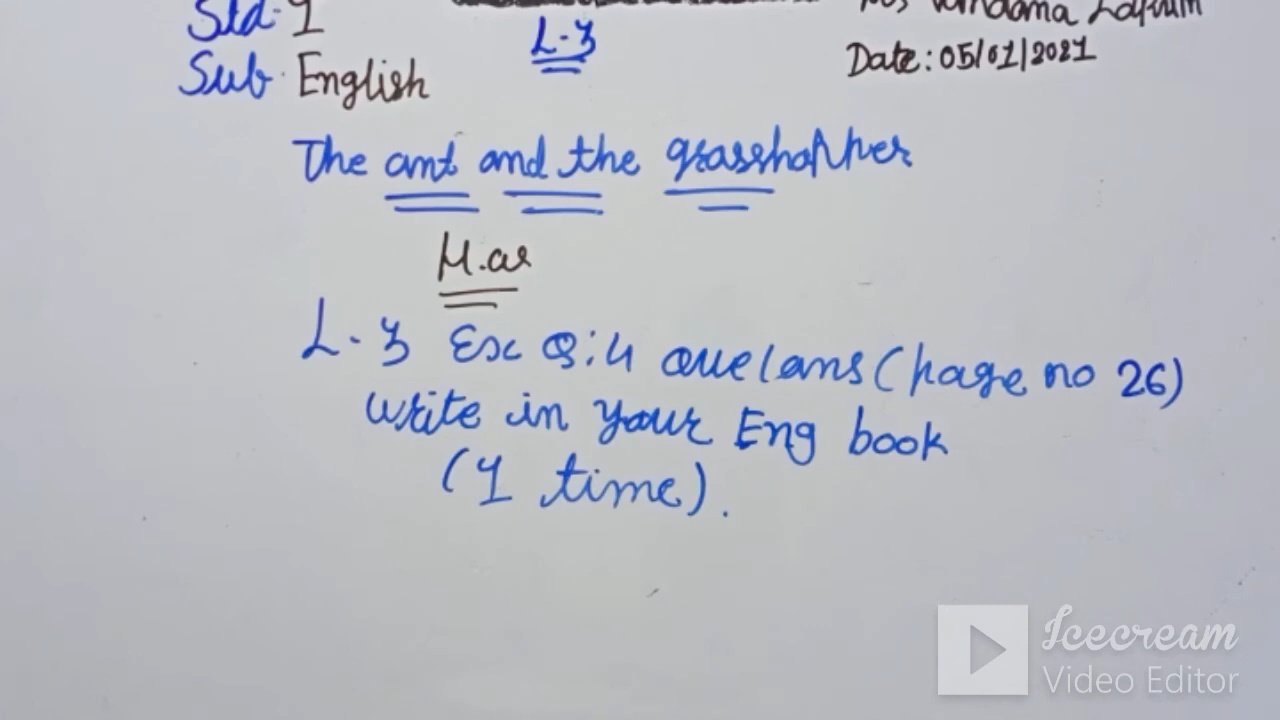 Std. 1
L-3
Date: 05/01/2021
Sub. English
The ant and the grasshopper
H.w
L-3 Exc Q:4 que/ans (page no 26)
write in your Eng book
(1 time).
Icecream
Video Editor